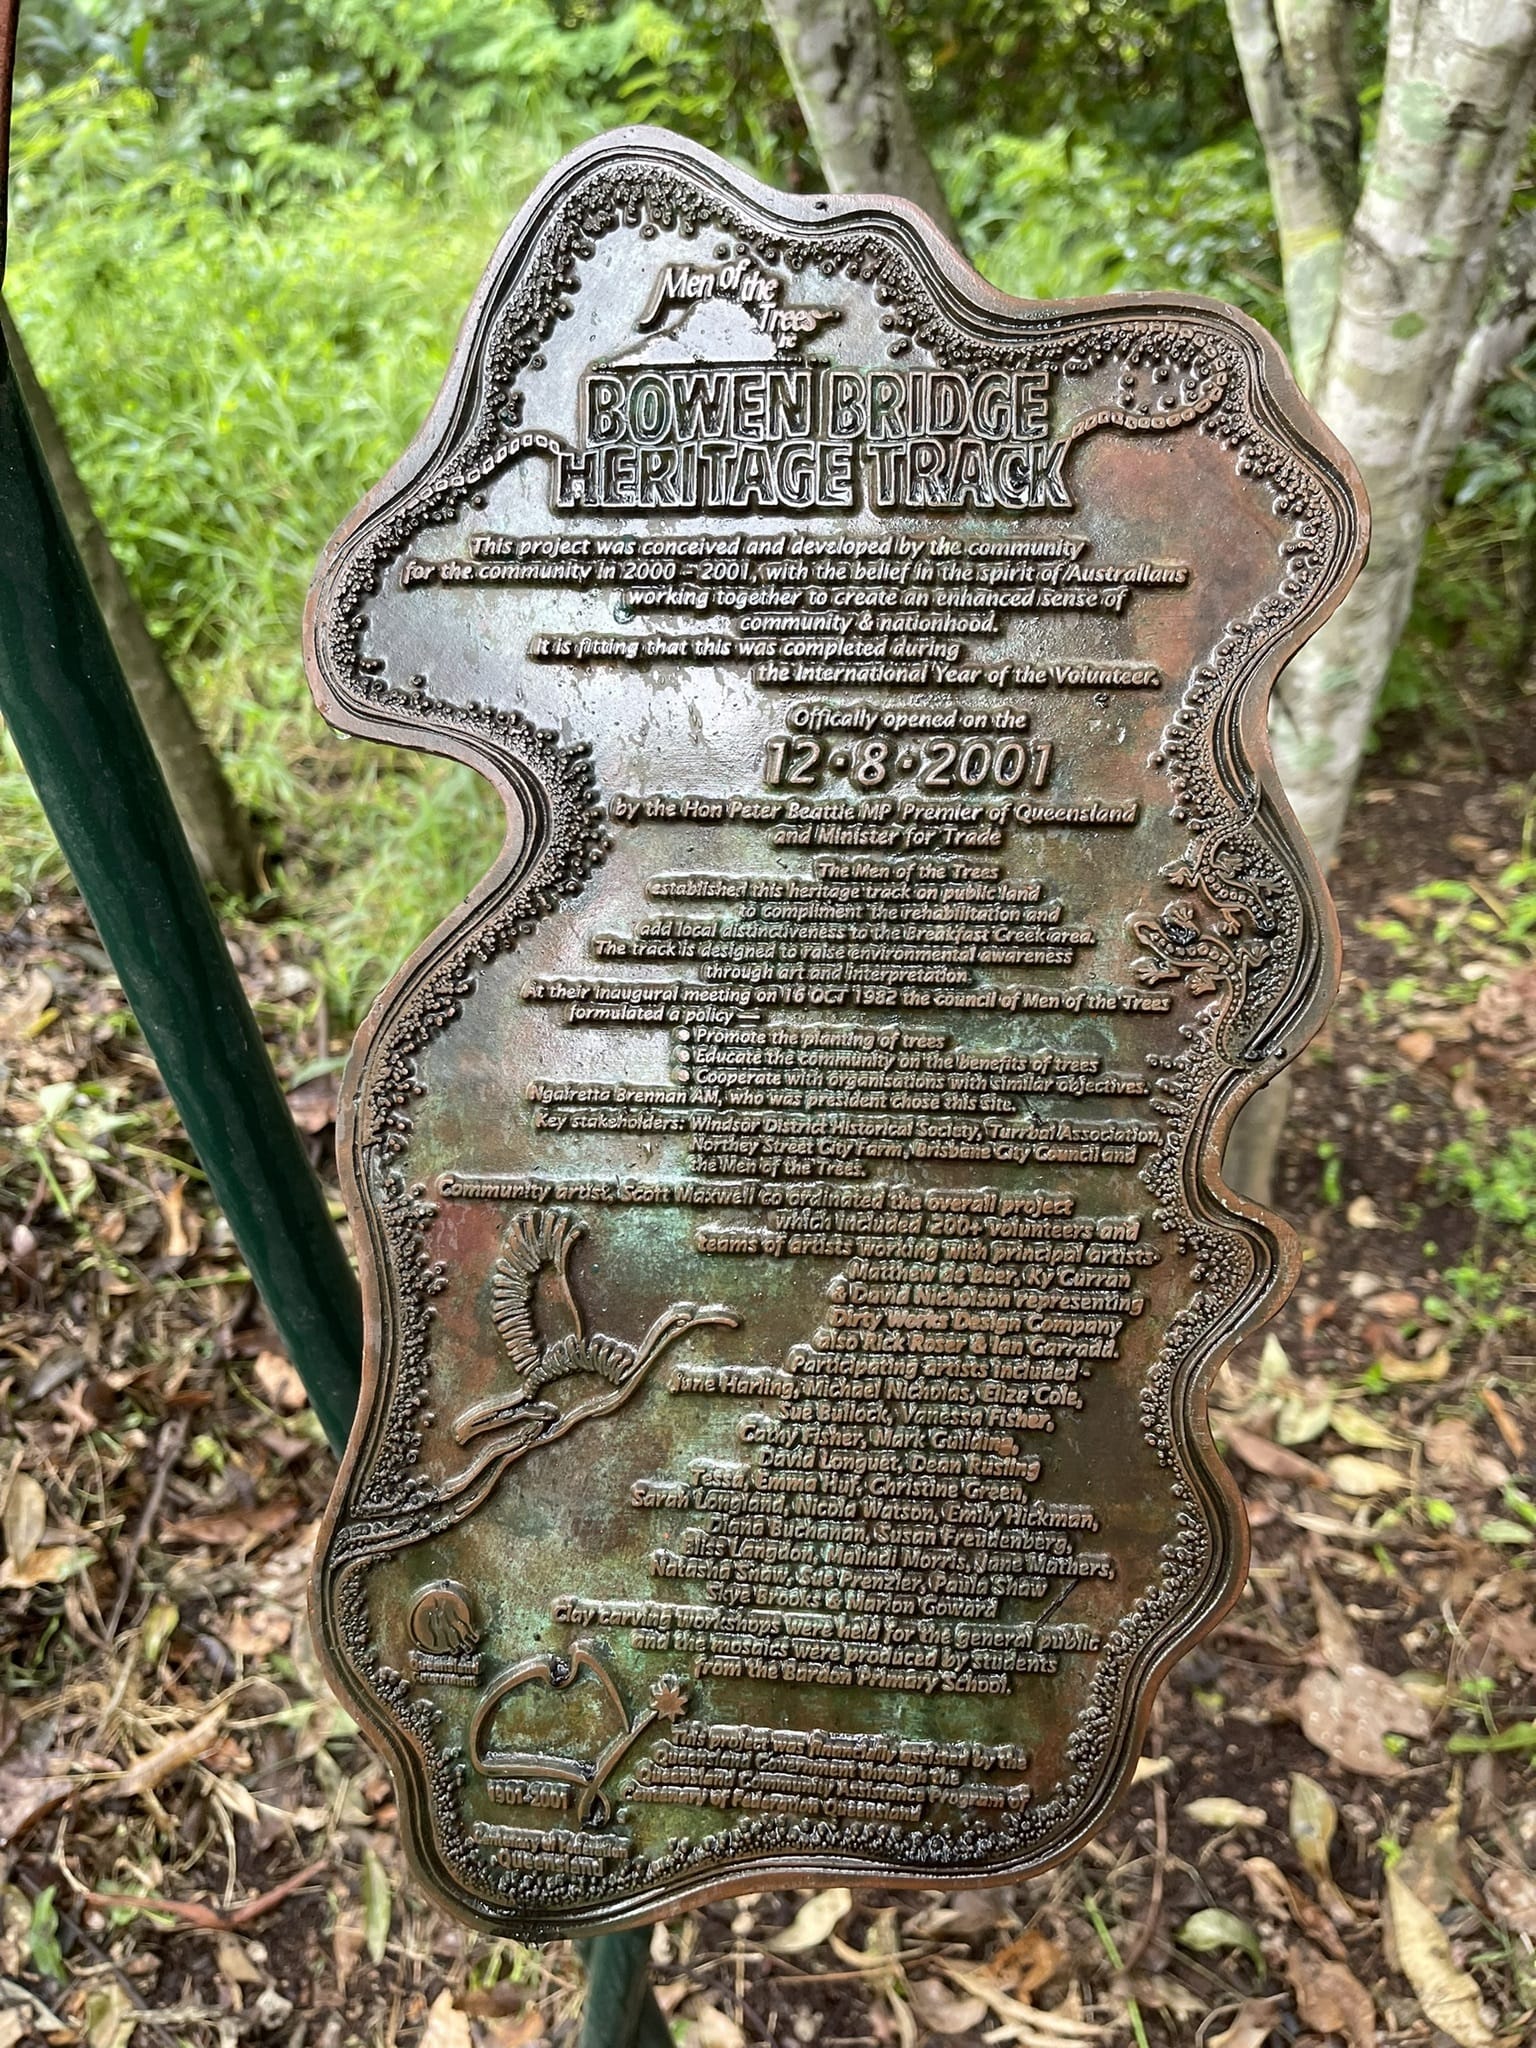 Men of the
Trees
Inc
BOWEN BRIDGE
HERITAGE TRACK
This project was conceived and developed by the community
for the community in 2000 - 2001, with the belief in the spirit of Australians
working together to create an enhanced sense of
community & nationhood.
It is fitting that this was completed during
the International Year of the Volunteer.
Offically opened on the
12•8•2001
by the Hon Peter Beattie MP Premier of Queensland
and Minister for Trade
The Men of the Trees
established this heritage track on public land
to compliment the rehabilitation and
add local distinctiveness to the Breakfast Creek area.
The track is designed to raise environmental awareness
through art and interpretation.
At their inaugural meeting on 16 OCT 1982 the council of Men of the Trees
formulated a policy —
• Promote the planting of trees
• Educate the community on the benefits of trees
• Cooperate with organisations with similar objectives.
Ngairetta Brennan AM, who was president chose this site.
Key stakeholders: Windsor District Historical Society, Turrbal Association,
Northey Street City Farm, Brisbane City Council and
the Men of the Trees.
Community artist, Scott Maxwell co ordinated the overall project
which included 200+ volunteers and
teams of artists working with principal artists
Matthew de Boer, Ky Curran
& David Nicholson representing
Dirty Works Design Company
also Rick Roser & Ian Garradd.
Participating artists included -
June Harling, Michael Nicholas, Eliza Cole,
Sue Bullock, Vanessa Fisher,
Cathy Fisher, Mark Guilding,
David Longuet, Dean Rusling
Tessa, Emma Huf, Christine Green,
Sarah Longland, Nicola Watson, Emily Hickman,
Diana Buchanan, Susan Freudenberg,
Bliss Langdon, Malindi Morris, Jane Mathers,
Natasha Shaw, Sue Prenzler, Paula Shaw
Skye Brooks & Marion Goward
Clay carving workshops were held for the general public
and the mosaics were produced by students
from the Bardon Primary School.
Queensland
Government
This project was financially assisted by the
Queensland Government through the
Queensland Community Assistance Program of
Centenary of Federation Queensland
1901-2001
Centenary of Federation
Queensland